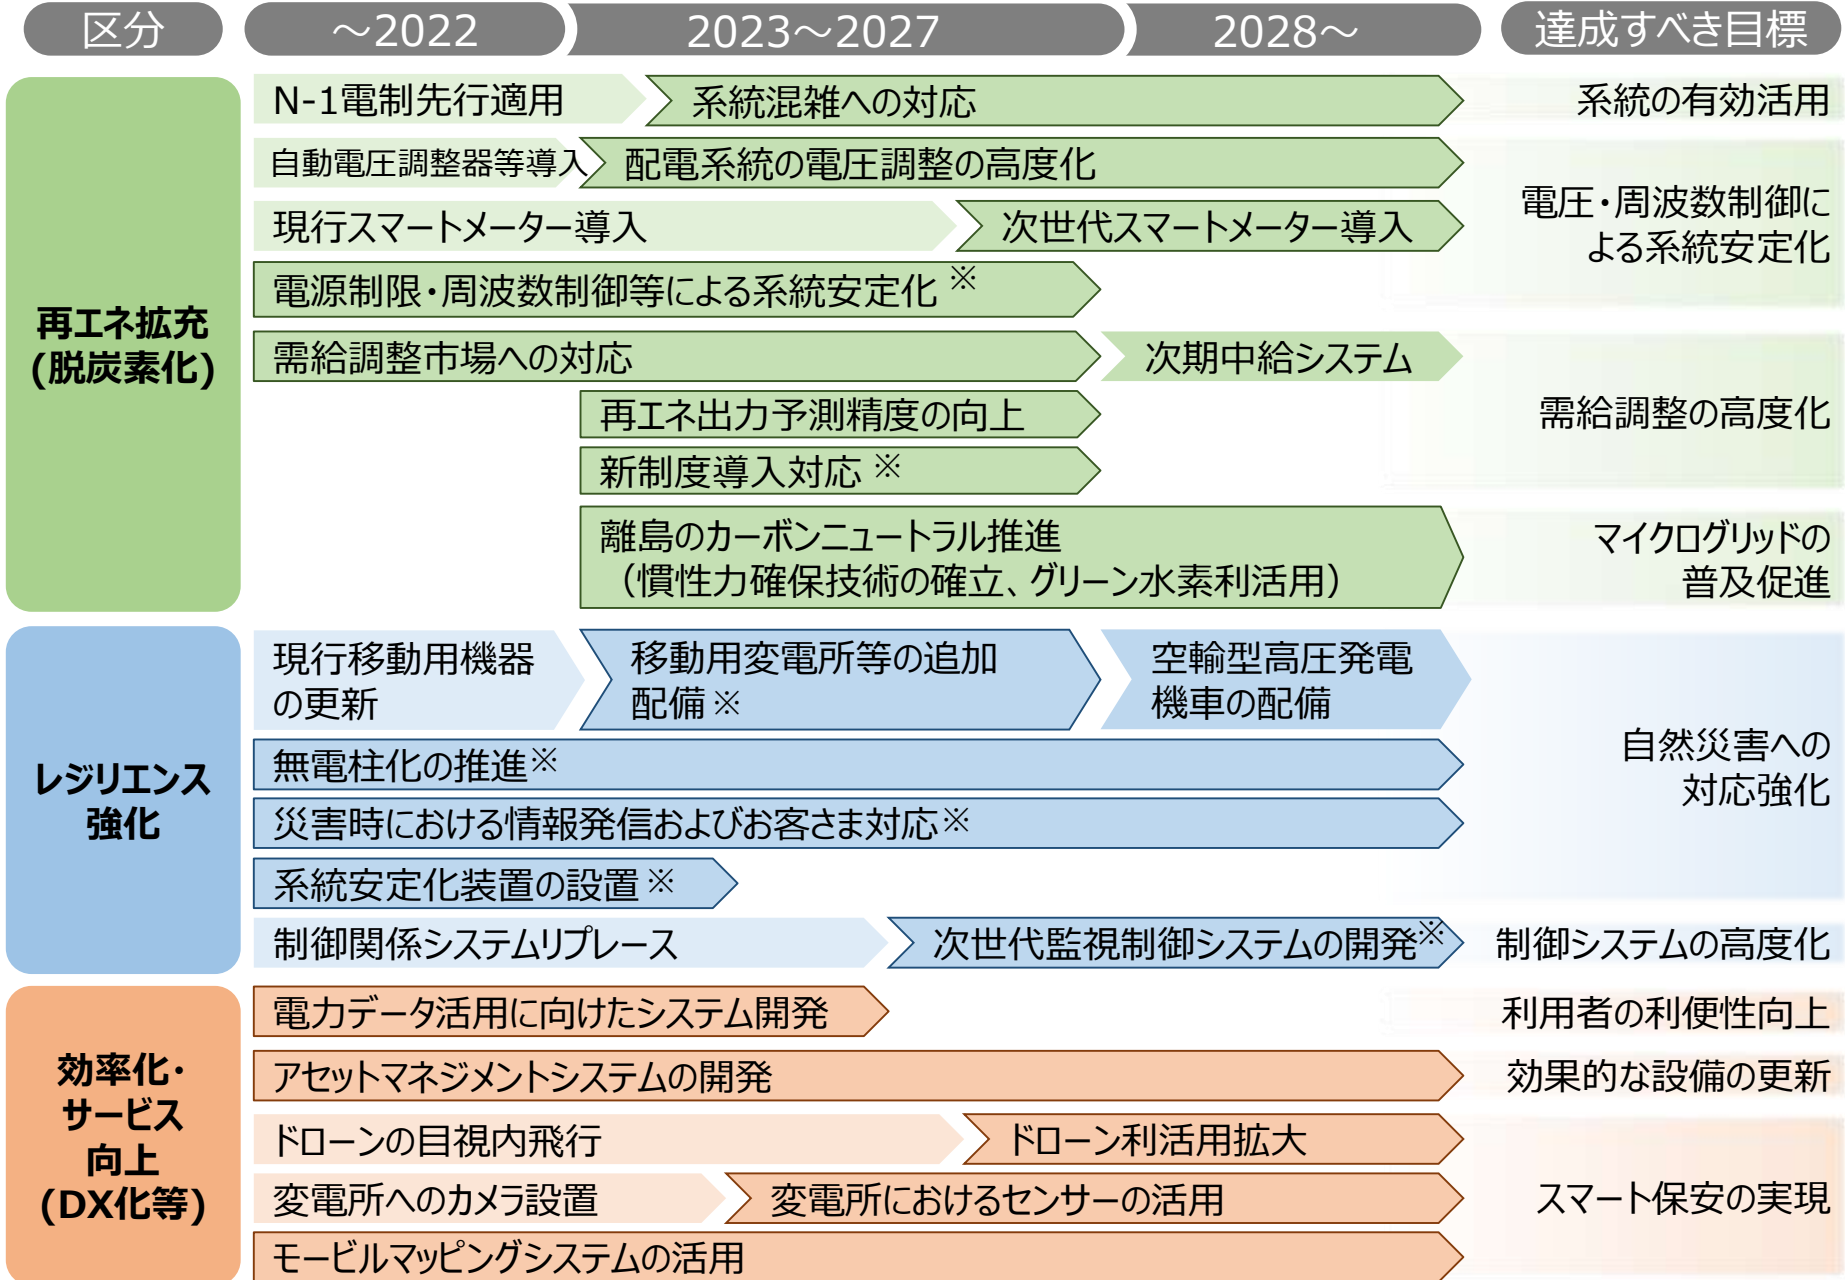 区分
～2022
2023～2027
2028～
達成すべき目標
再エネ拡充
(脱炭素化)
N-1電制先行適用
系統混雑への対応
系統の有効活用
自動電圧調整器等導入
配電系統の電圧調整の高度化
現行スマートメーター導入
次世代スマートメーター導入
電源制限・周波数制御等による系統安定化※
電圧・周波数制御に
よる系統安定化
需給調整市場への対応
次期中給システム
再エネ出力予測精度の向上
新制度導入対応※
需給調整の高度化
離島のカーボンニュートラル推進
（慣性力確保技術の確立、グリーン水素利活用）
マイクログリッドの
普及促進
レジリエンス
強化
現行移動用機器
の更新
移動用変電所等の追加
配備※
空輸型高圧発電
機車の配備
無電柱化の推進※
災害時における情報発信およびお客さま対応※
系統安定化装置の設置※
自然災害への
対応強化
制御関係システムリプレース
次世代監視制御システムの開発※
制御システムの高度化
効率化・
サービス
向上
(DX化等)
電力データ活用に向けたシステム開発
利用者の利便性向上
アセットマネジメントシステムの開発
効果的な設備の更新
ドローンの目視内飛行
ドローン利活用拡大
変電所へのカメラ設置
変電所におけるセンサーの活用
モービルマッピングシステムの活用
スマート保安の実現